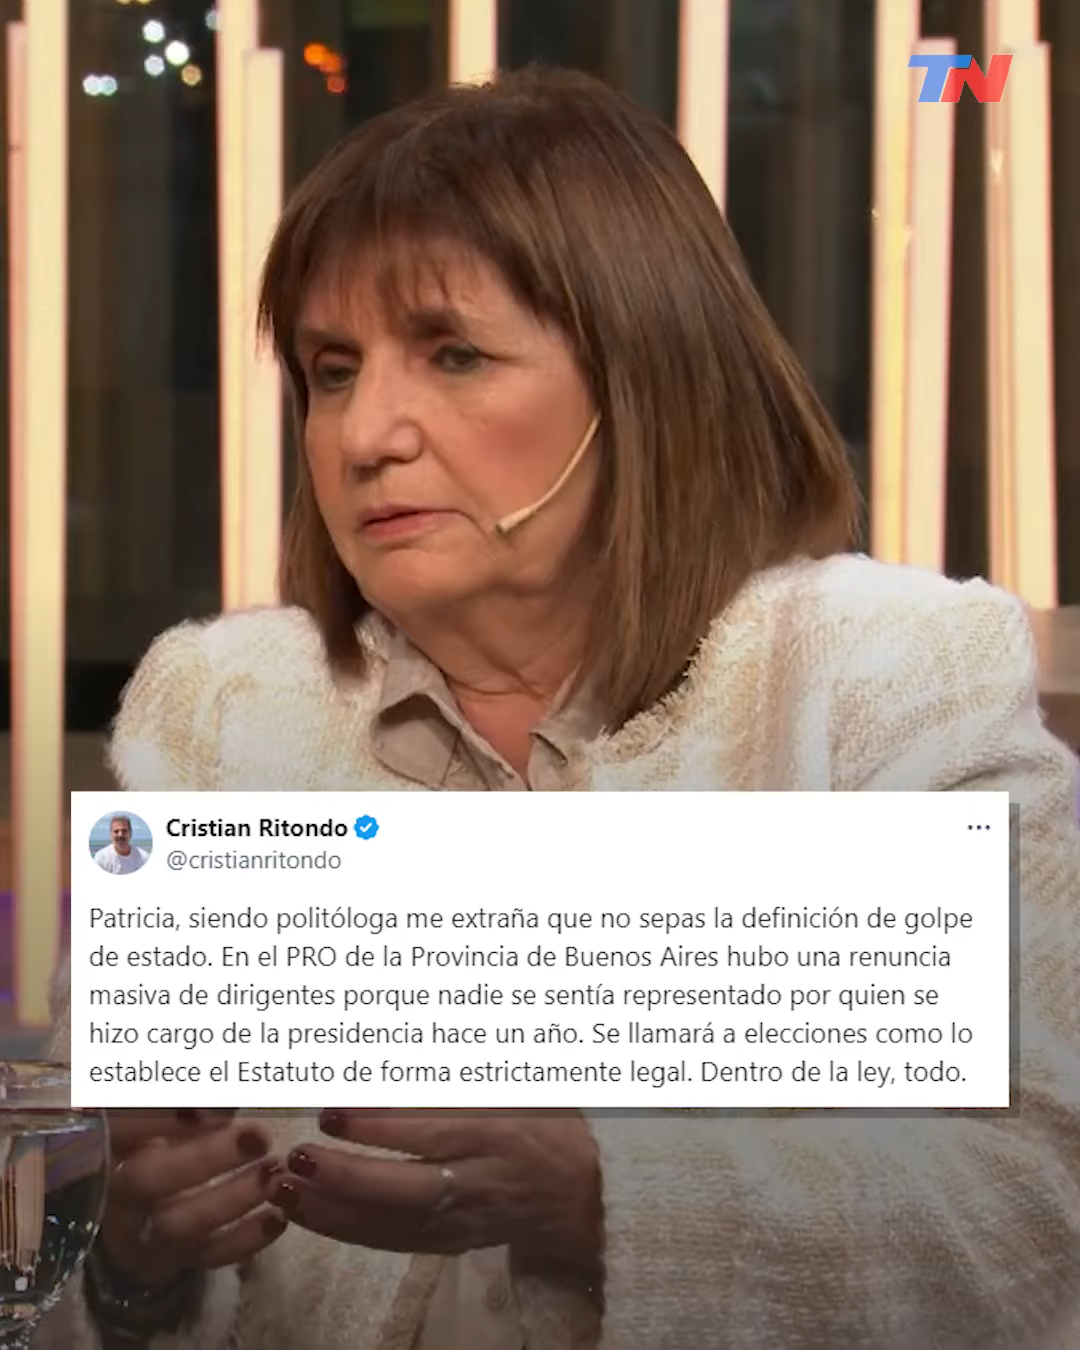 TN
Cristian Ritondo
@cristianritondo
Patricia, siendo politóloga me extraña que no sepas la definición de golpe
de estado. En el PRO de la Provincia de Buenos Aires hubo una renuncia
masiva de dirigentes porque nadie se sentía representado por quien se
hizo cargo de la presidencia hace un año. Se llamará a elecciones como lo
establece el Estatuto de forma estrictamente legal. Dentro de la ley, todo.